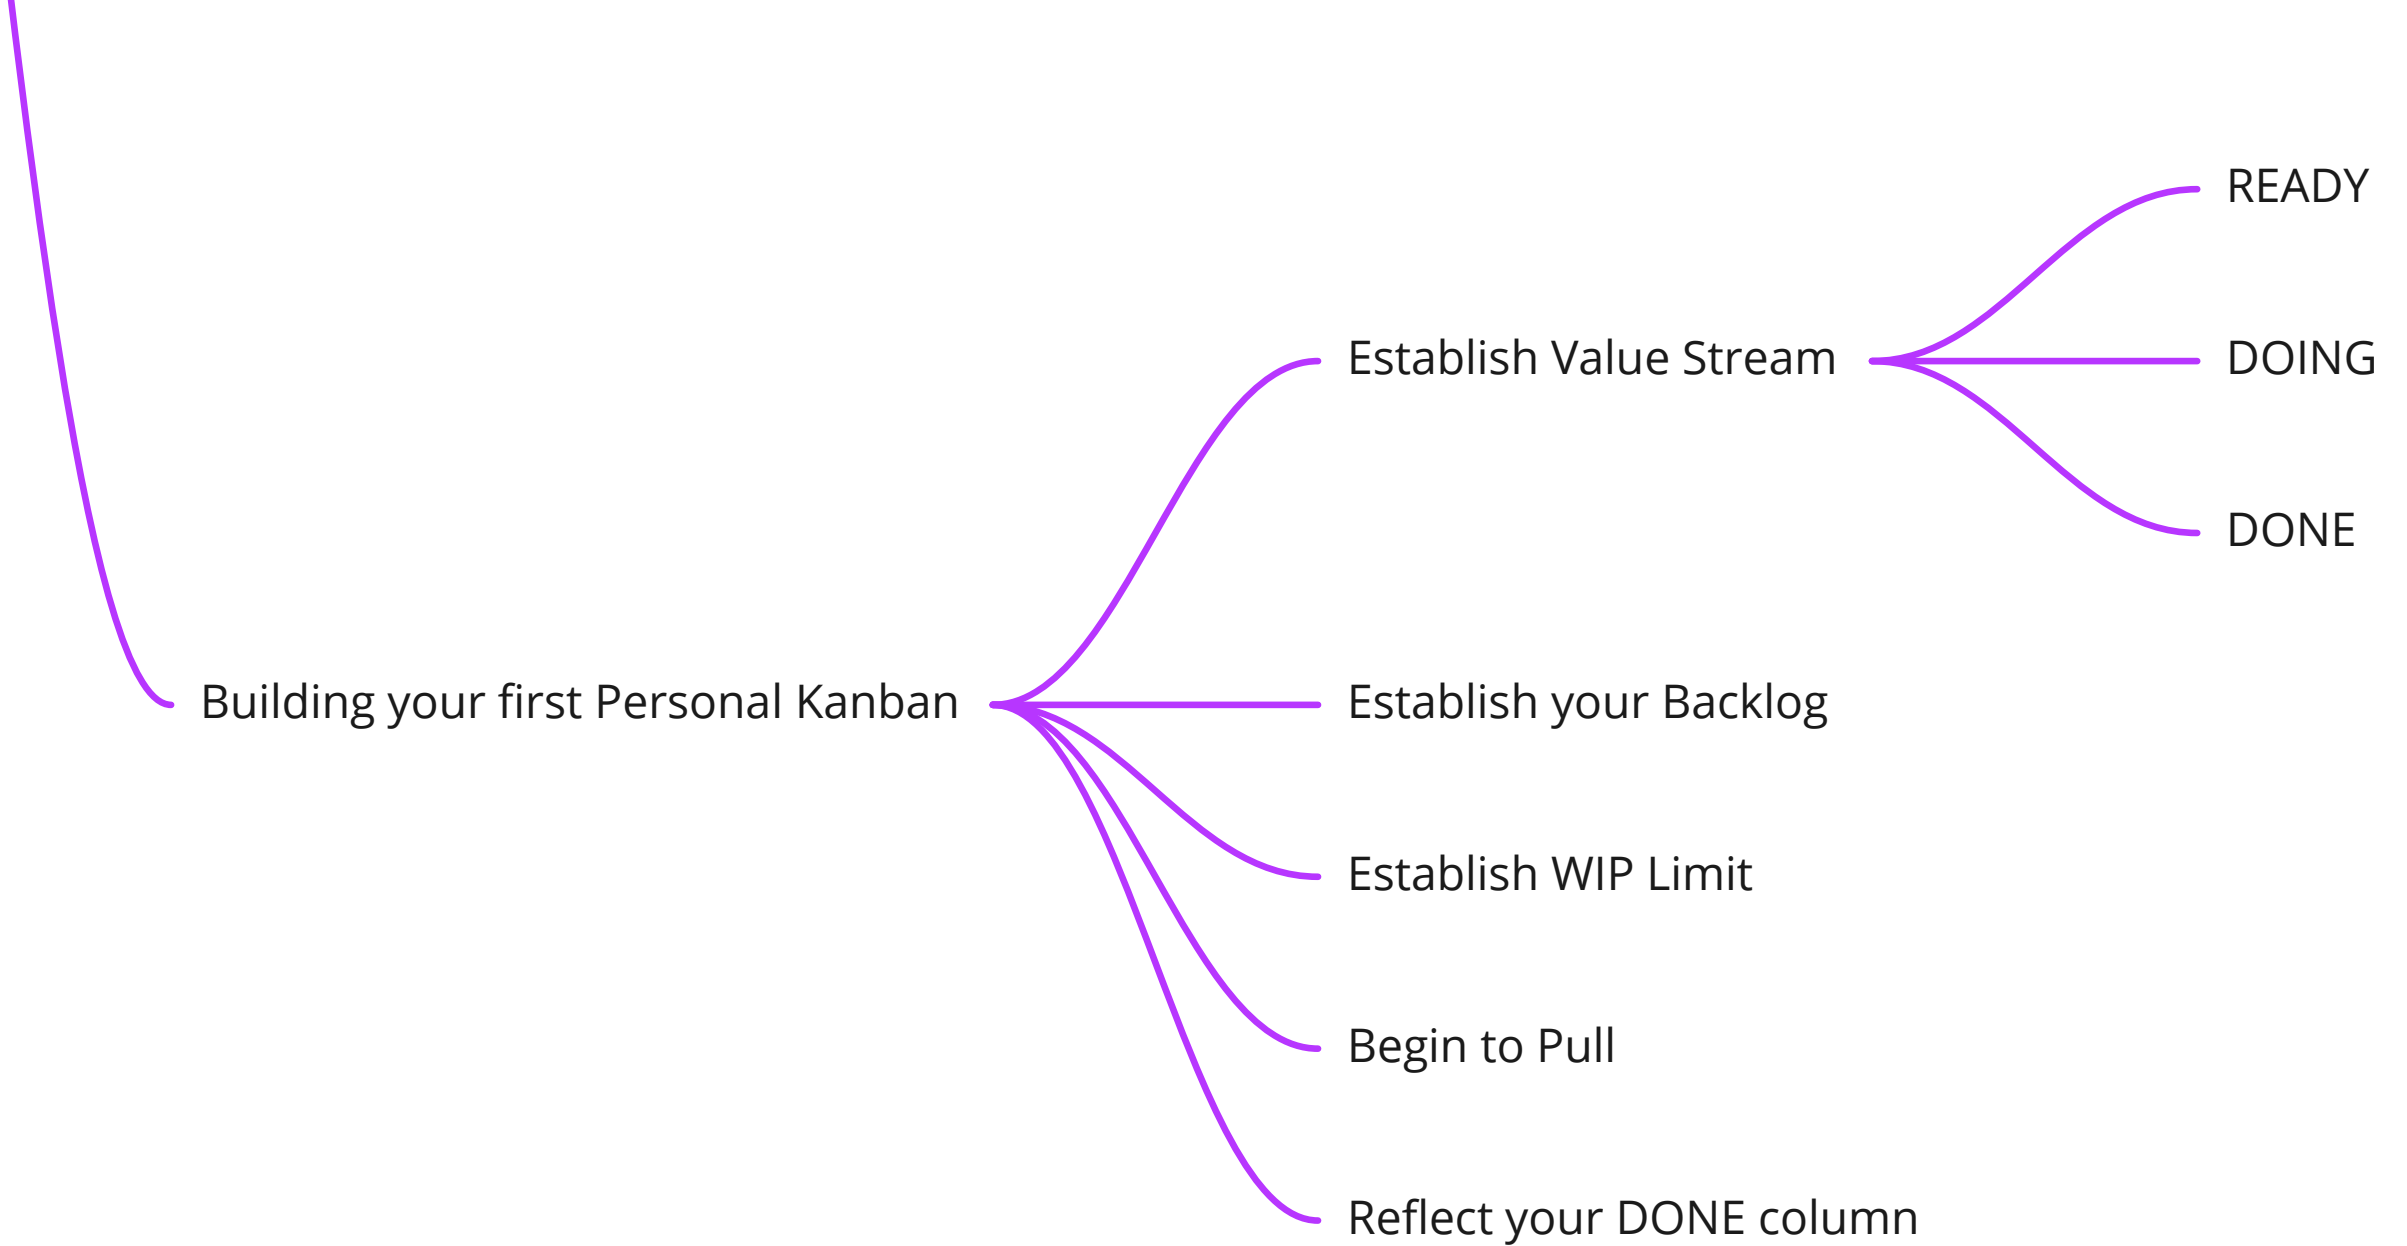 READY
Establish Value Stream
DOING
DONE
Building your first Personal Kanban
Establish your Backlog
Establish WIP Limit
Begin to Pull
Reflect your DONE column